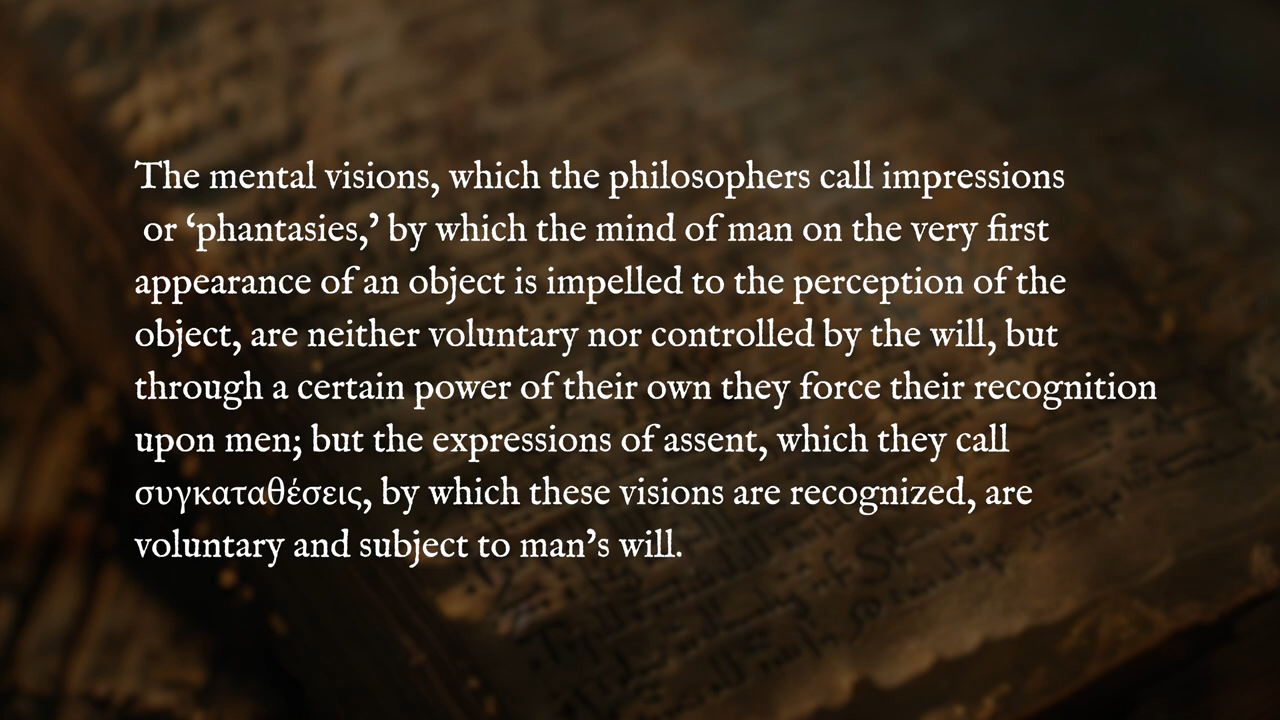 The mental visions, which the philosophers call impressions
or ‘phantasies,’ by which the mind of man on the very first
appearance of an object is impelled to the perception of the
object, are neither voluntary nor controlled by the will, but
through a certain power of their own they force their recognition
upon men; but the expressions of assent, which they call
συγκαταθέσεις, by which these visions are recognized, are
voluntary and subject to man’s will.